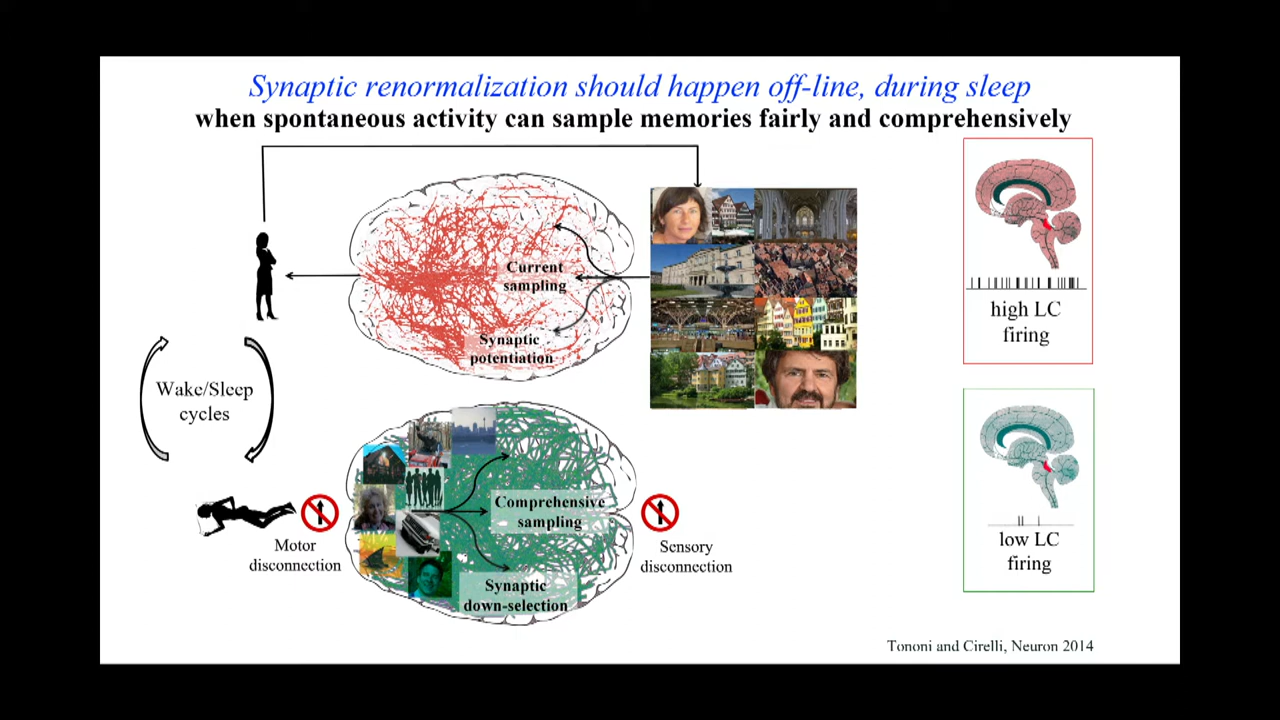 Synaptic renormalization should happen off-line, during sleep
when spontaneous activity can sample memories fairly and comprehensively
Current
sampling
Synaptic
potentiation
high LC
firing
Wake/Sleep
cycles
Comprehensive
sampling
Synaptic
down-selection
Motor
disconnection
Sensory
disconnection
low LC
firing
Tononi and Cirelli, Neuron 2014